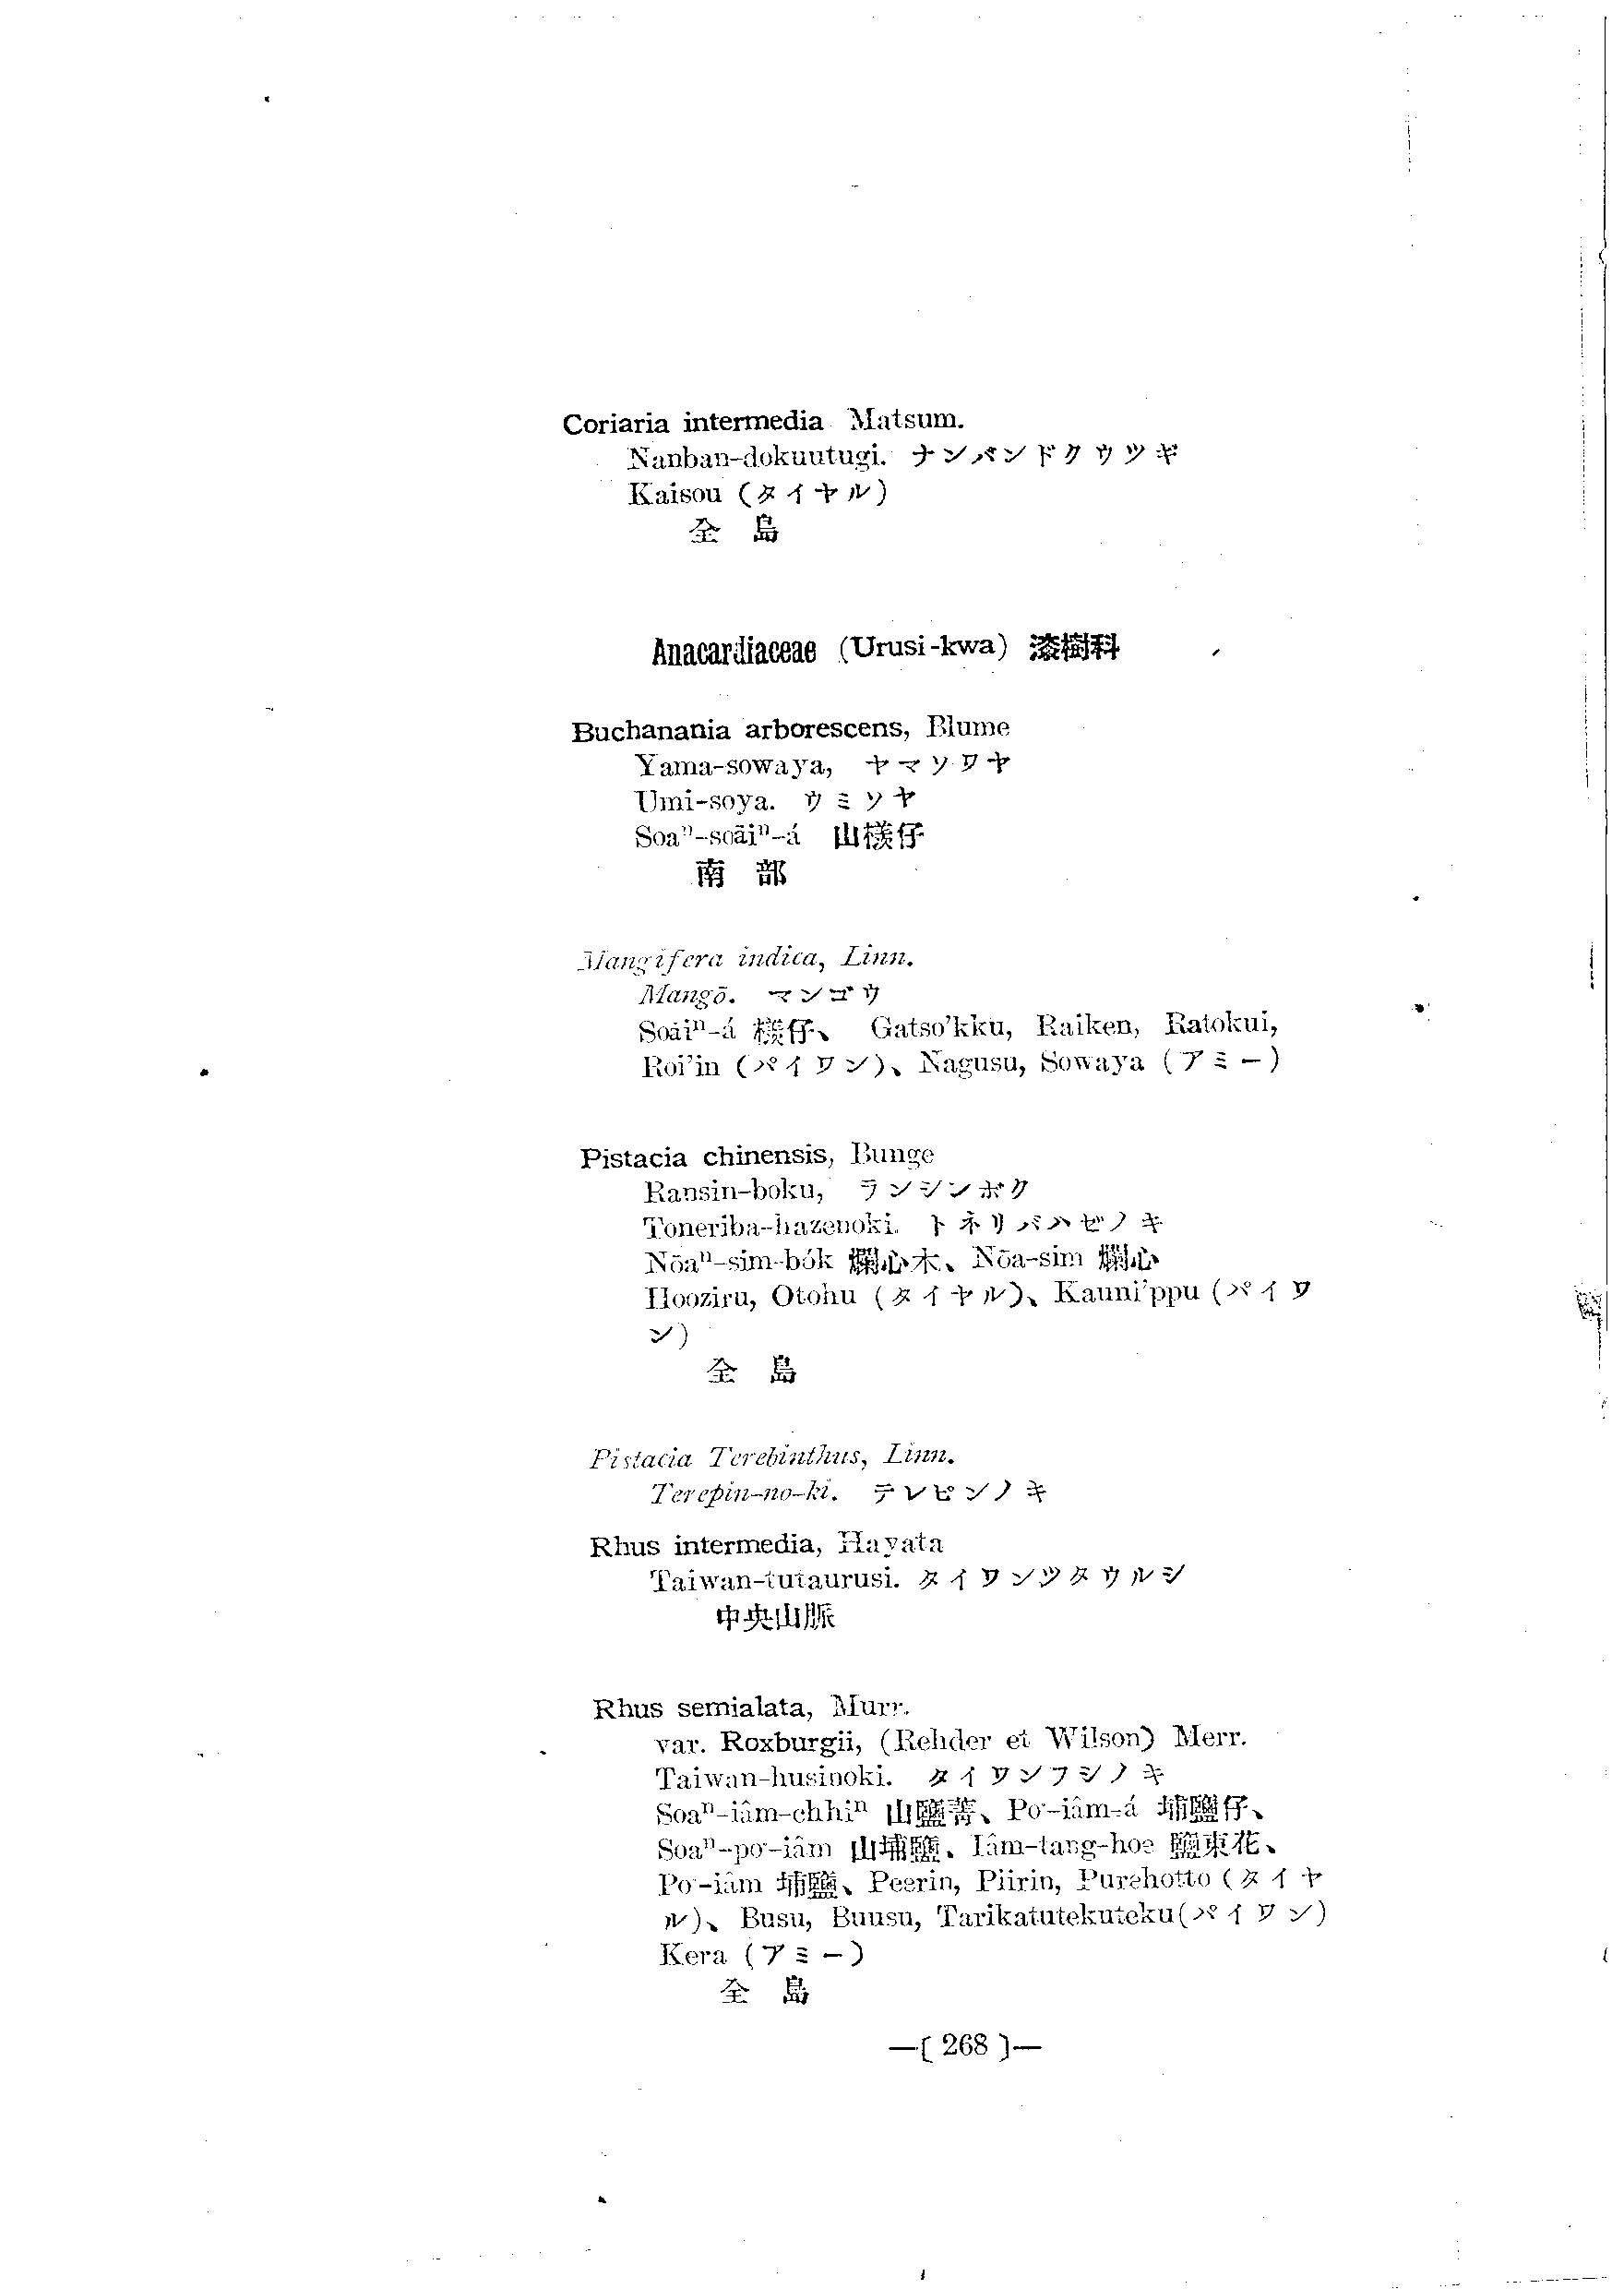 Coriaria intermedia Matsum.
Nanban-dokuutugi. ナンバンドクウツギ
Kaisou (タイヤル)
全 島
Anacardiaceae (Urusi-kwa) 漆樹科
Buchanania arborescens, Blume
Yama-sowaya, ヤマソワヤ
Umi-soya. ウミソヤ
Soaⁿ-soāiⁿ-á 山檨仔
南 部
Mangifera indica, Linn.
Mangō. マンゴウ
Soāiⁿ-á 檨仔、 Gatso'kku, Raiken, Ratokui,
Roi'in (パイワン)、Nagusu, Sowaya (アミー)
Pistacia chinensis, Bunge
Ransin-boku, ランシンボク
Toneriba-hazenoki. トネリバハゼノキ
Nōaⁿ-sim-bók 爛心木、Nōa-sim 爛心
Hooziru, Otohu (タイヤル)、Kauni'ppu (パイワ
ン)
全 島
Pistacia Terebinthus, Linn.
Terepin-no-ki. テレビンノキ
Rhus intermedia, Hayata
Taiwan-tutaurusi. タイワンツタウルシ
中央山脈
Rhus semialata, Murr.
var. Roxburgii, (Rehder et Wilson) Merr.
Taiwan-husinoki. タイワンフシノキ
Soaⁿ-iâm-chhiⁿ 山鹽菁、Po-iâm-á 埔鹽仔、
Soaⁿ-po-iâm 山埔鹽、Iâm-tang-hoe 鹽東花、
Po-iâm 埔鹽、Peerin, Piirin, Purehotto (タイヤ
ル)、Busu, Buusu, Tarikatutekuteku(パイワン)
Kera (アミー)
全 島
—( 268 )—